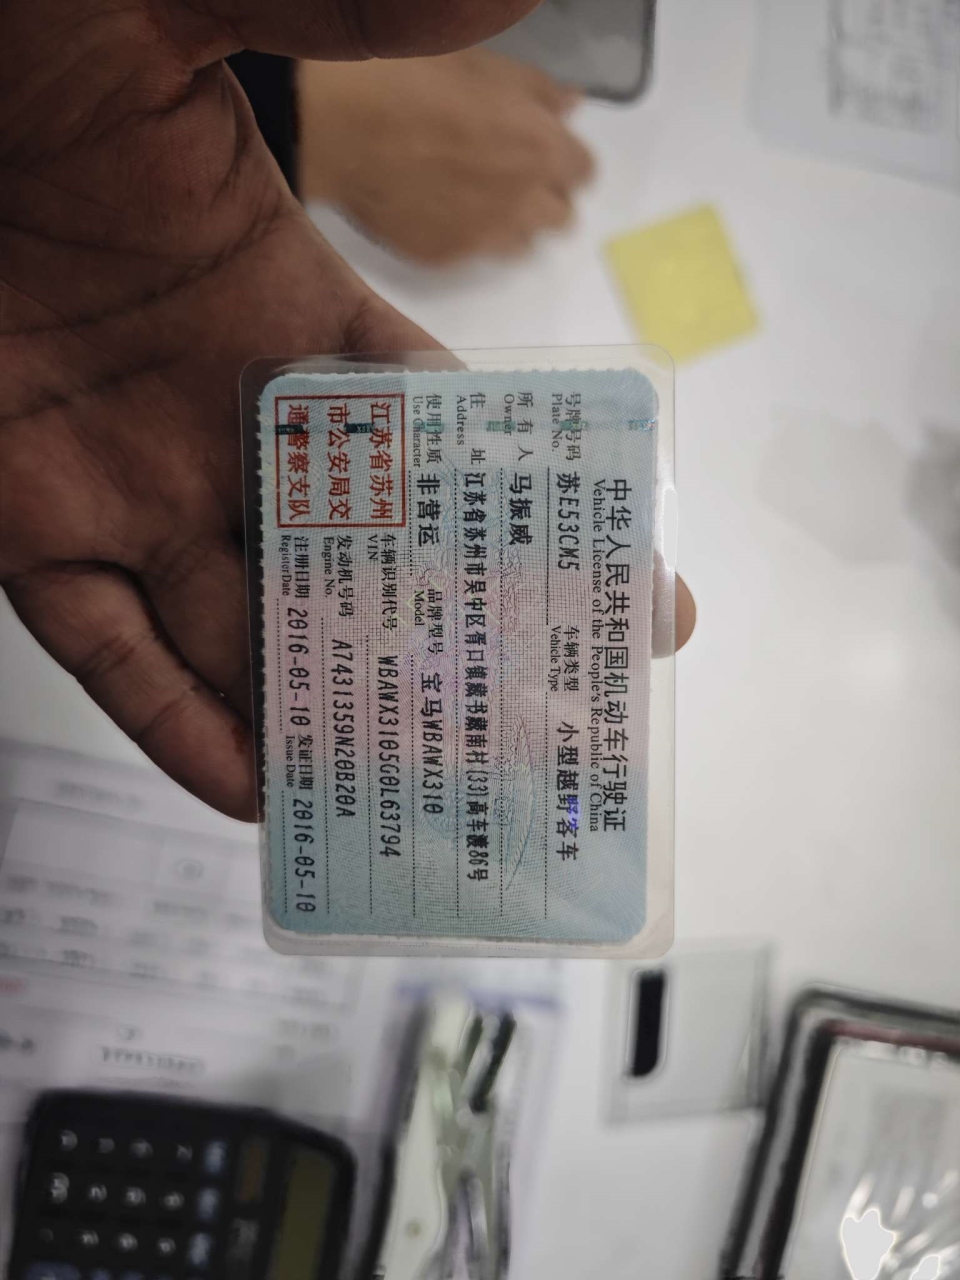 中华人民共和国机动车行驶证
Vehicle License of the People's Republic of China
号牌号码 苏E53CM5 车辆类型 小型越野客车
Plate No. Vehicle Type
所有人 马振威
Owner
住址 江苏省苏州市吴中区胥口镇藏书藏南村(33)高车渡86号
Address
使用性质 非营运 品牌型号 宝马WBAWX310
Use Character Model
江苏省苏州
市公安局交
通警察支队
车辆识别代号 WBAWX3105G0L63794
VIN
发动机号码 A7431359N20B20A
Engine No.
注册日期 2016-05-10 发证日期 2016-05-10
Register Date Issue Date